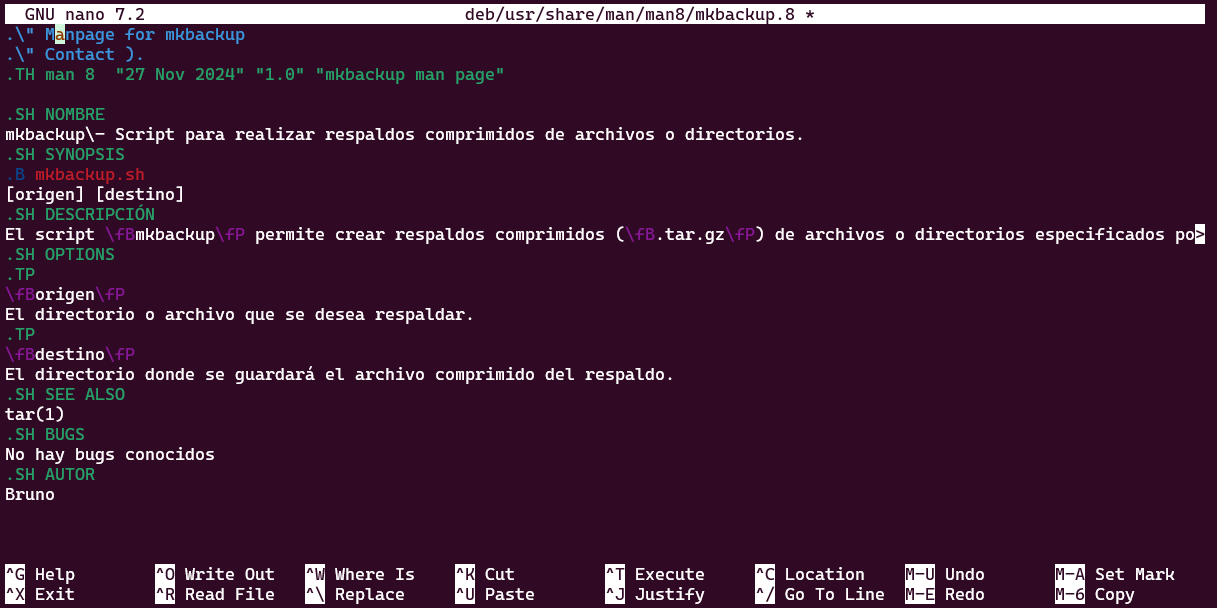 GNU nano 7.2 deb/usr/share/man/man8/mkbackup.8 *
.\" Manpage for mkbackup
.\" Contact ).
.TH man 8  "27 Nov 2024" "1.0" "mkbackup man page"
.SH NOMBRE
mkbackup\- Script para realizar respaldos comprimidos de archivos o directorios.
.SH SYNOPSIS
.B mkbackup.sh
[origen] [destino]
.SH DESCRIPCIÓN
El script \fBmkbackup\fP permite crear respaldos comprimidos (\fB.tar.gz\fP) de archivos o directorios especificados po>
.SH OPTIONS
.TP
\fBorigen\fP
El directorio o archivo que se desea respaldar.
.TP
\fBdestino\fP
El directorio donde se guardará el archivo comprimido del respaldo.
.SH SEE ALSO
tar(1)
.SH BUGS
No hay bugs conocidos
.SH AUTOR
Bruno
^G Help ^O Write Out ^W Where Is ^K Cut ^T Execute ^C Location M-U Undo M-A Set Mark
^X Exit ^R Read File ^\ Replace ^U Paste ^J Justify ^/ Go To Line M-E Redo M-6 Copy